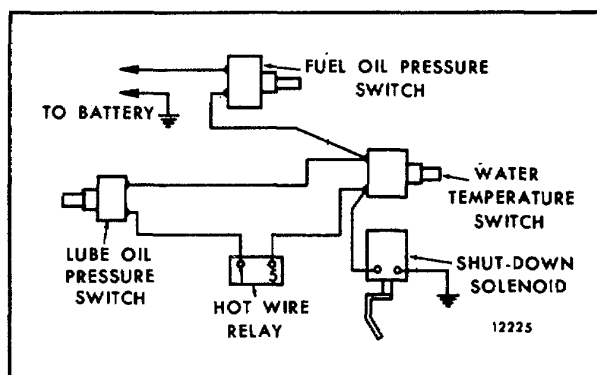 FUEL OIL PRESSURE
SWITCH
TO BATTERY
WATER
TEMPERATURE
SWITCH
LUBE OIL
PRESSURE
SWITCH
HOT WIRE
RELAY
SHUT-DOWN
SOLENOID
12225